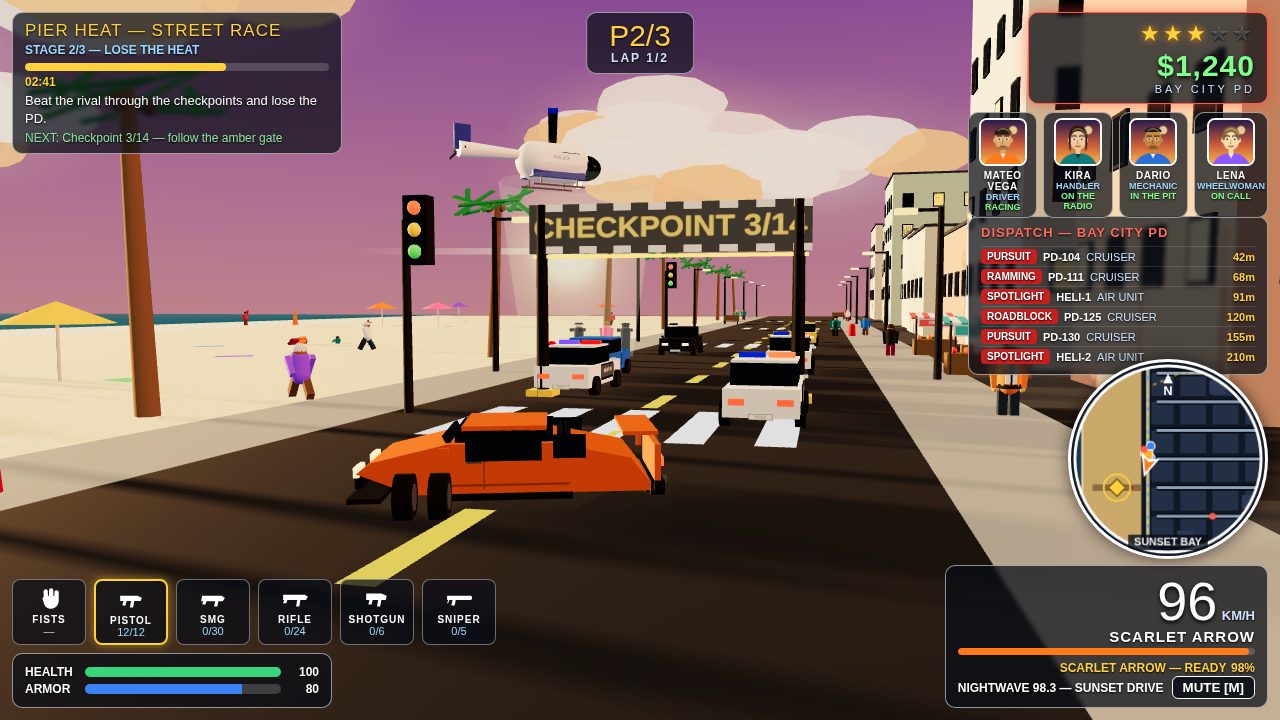 PIER HEAT — STREET RACE
STAGE 2/3 — LOSE THE HEAT
02:41
Beat the rival through the checkpoints and lose the
PD.
NEXT: Checkpoint 3/14 — follow the amber gate
P2/3
LAP 1/2
$1,240
BAY CITY PD
MATEO
VEGA
DRIVER
RACING
KIRA
HANDLER
ON THE
RADIO
DARIO
MECHANIC
IN THE PIT
LENA
WHEELWOMAN
ON CALL
DISPATCH — BAY CITY PD
PURSUIT PD-104 CRUISER 42m
RAMMING PD-111 CRUISER 68m
SPOTLIGHT HELI-1 AIR UNIT 91m
ROADBLOCK PD-125 CRUISER 120m
PURSUIT PD-130 CRUISER 155m
SPOTLIGHT HELI-2 AIR UNIT 210m
POLICE
CHECKPOINT 3/14
N
SUNSET BAY
FISTS
—
PISTOL
12/12
SMG
0/30
RIFLE
0/24
SHOTGUN
0/6
SNIPER
0/5
HEALTH 100
ARMOR 80
96 KM/H
SCARLET ARROW
SCARLET ARROW — READY 98%
NIGHTWAVE 98.3 — SUNSET DRIVE MUTE [M]